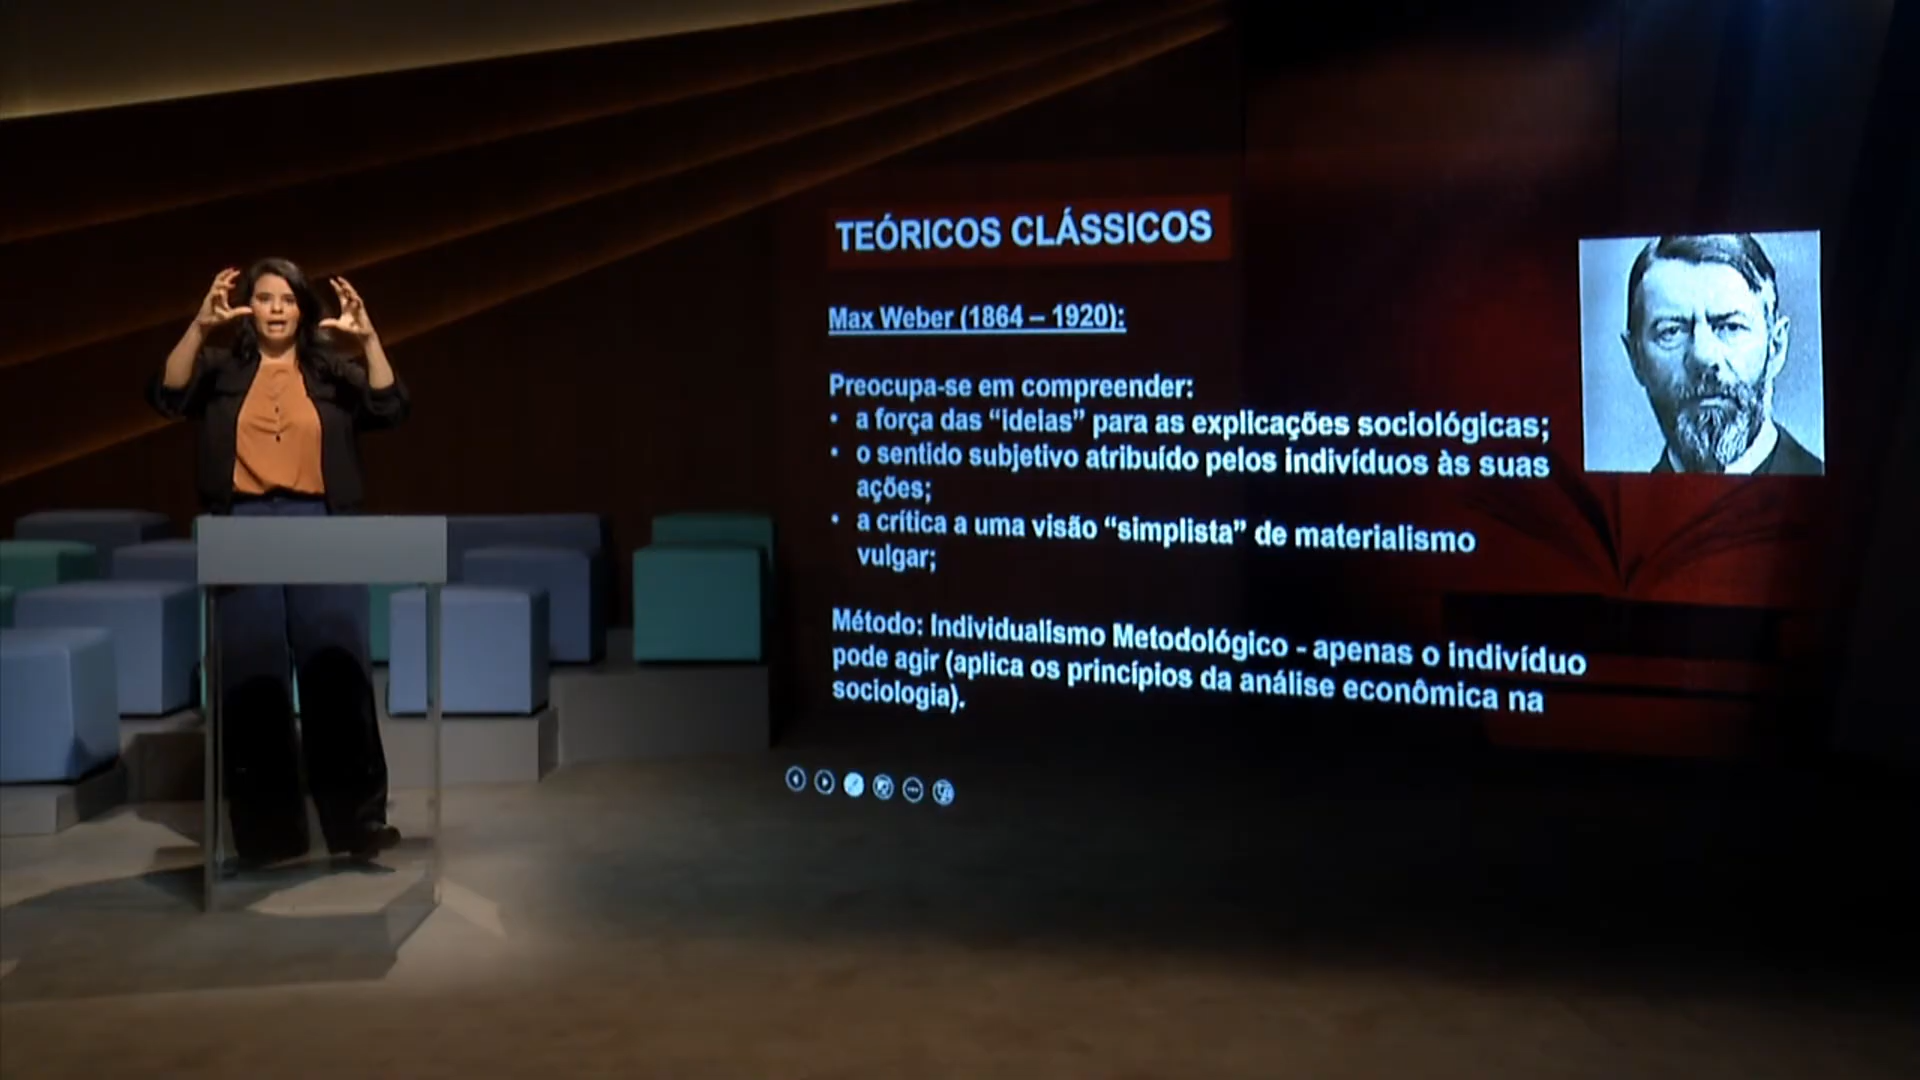 TEÓRICOS CLÁSSICOS
Max Weber (1864 – 1920):
Preocupa-se em compreender:
• a força das “ideias” para as explicações sociológicas;
• o sentido subjetivo atribuído pelos indivíduos às suas
ações;
• a crítica a uma visão “simplista” de materialismo
vulgar;
Método: Individualismo Metodológico - apenas o indivíduo
pode agir (aplica os princípios da análise econômica na
sociologia).